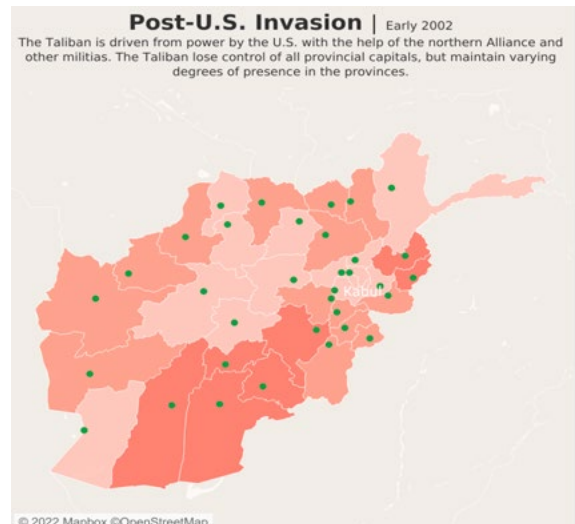 Post-U.S. Invasion | Early 2002
The Taliban is driven from power by the U.S. with the help of the northern Alliance and
other militias. The Taliban lose control of all provincial capitals, but maintain varying
degrees of presence in the provinces.
Kabul
© 2022 Mapbox ©OpenStreetMap